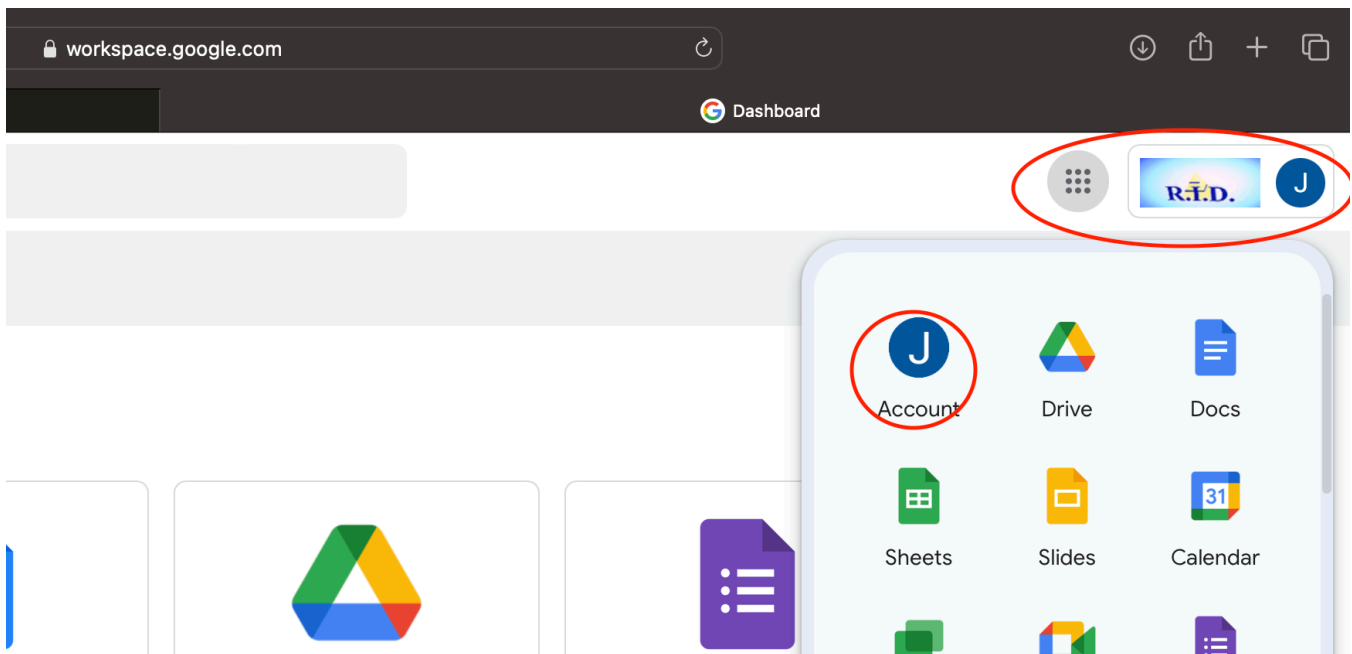 workspace.google.com
Dashboard
R.I.D. J
J
Account Drive Docs
31
Sheets Slides Calendar